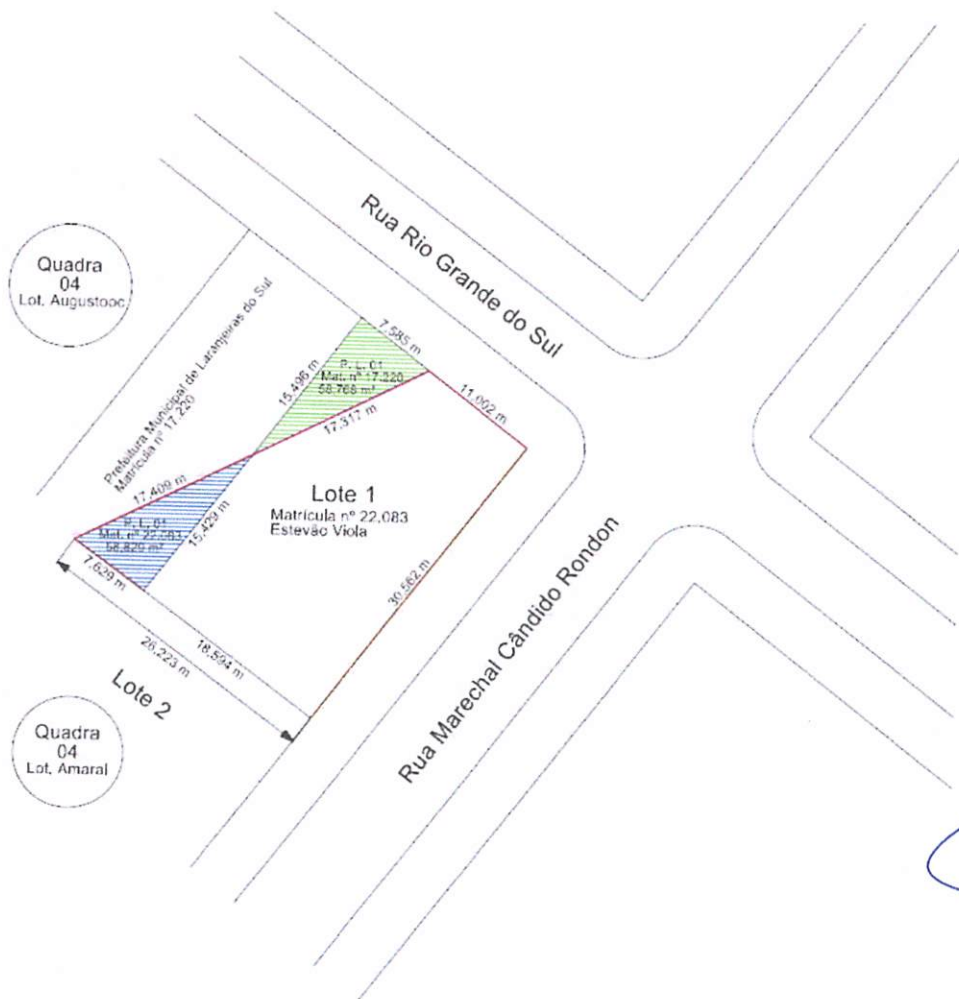 Rua Rio Grande do Sul
Quadra
04
Lot. Augustooc
Prefeitura Municipal de Laranjeiras do Sul
Matrícula nº 17.220
7,585 m
P. L. 01
Mat. nº 17.220
58,768 m²
15,496 m
17,317 m
11,002 m
17,409 m
Lote 1
Matrícula nº 22.083
Estevão Viola
P. L. 01
Mat. nº 22.083
58,829 m²
15,429 m
7,629 m
30,562 m
18,594 m
26,223 m
Lote 2
Rua Marechal Cândido Rondon
Quadra
04
Lot. Amaral